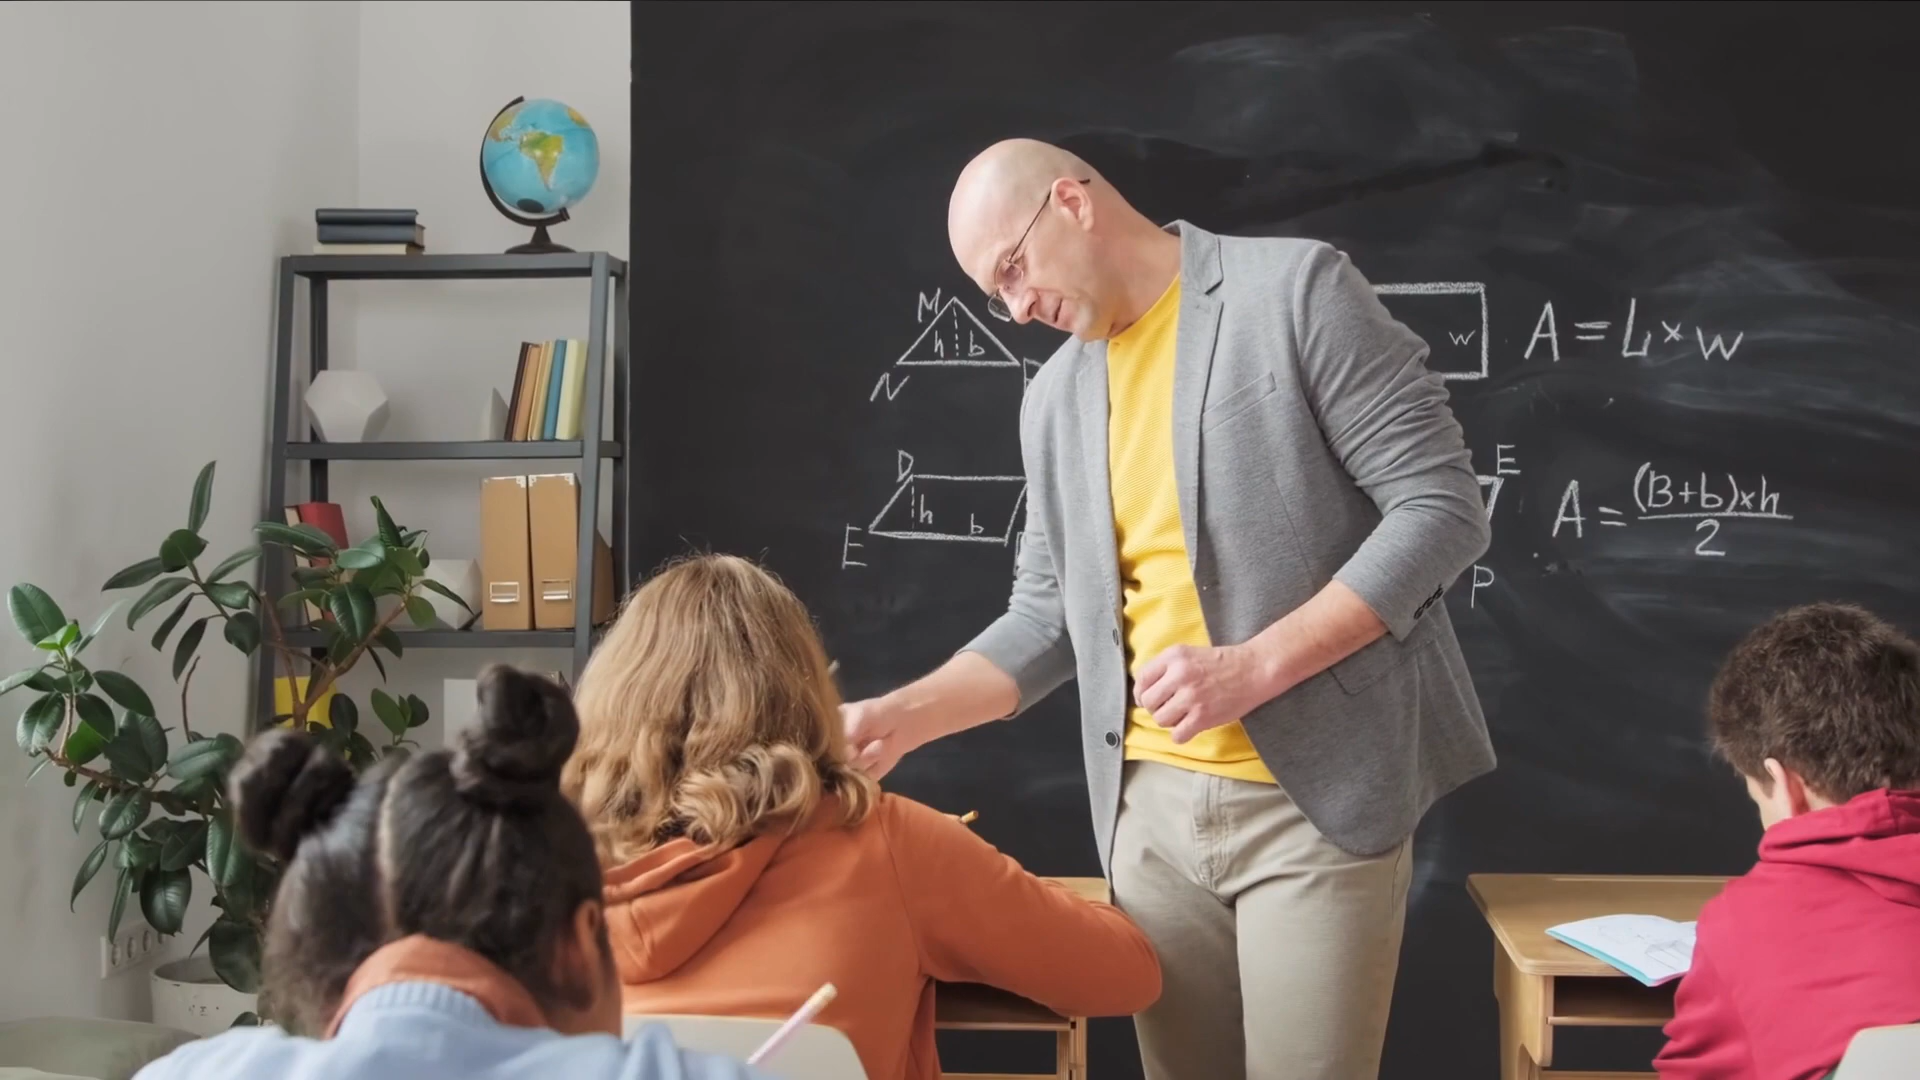 M
h b
N
w
A = L × w
D
h b
E
E
A = (B+b)×h / 2
P